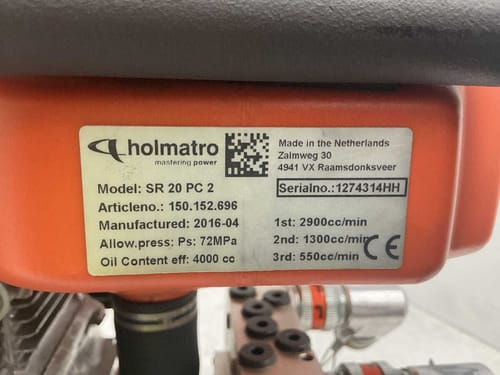 holmatro
mastering power
Made in the Netherlands
Zalmweg 30
4941 VX Raamsdonksveer
Model: SR 20 PC 2
Serialno.:1274314HH
Articleno.: 150.152.696
Manufactured: 2016-04
1st: 2900cc/min
Allow.press: Ps: 72MPa
2nd: 1300cc/min
Oil Content eff: 4000 cc
3rd: 550cc/min
CE